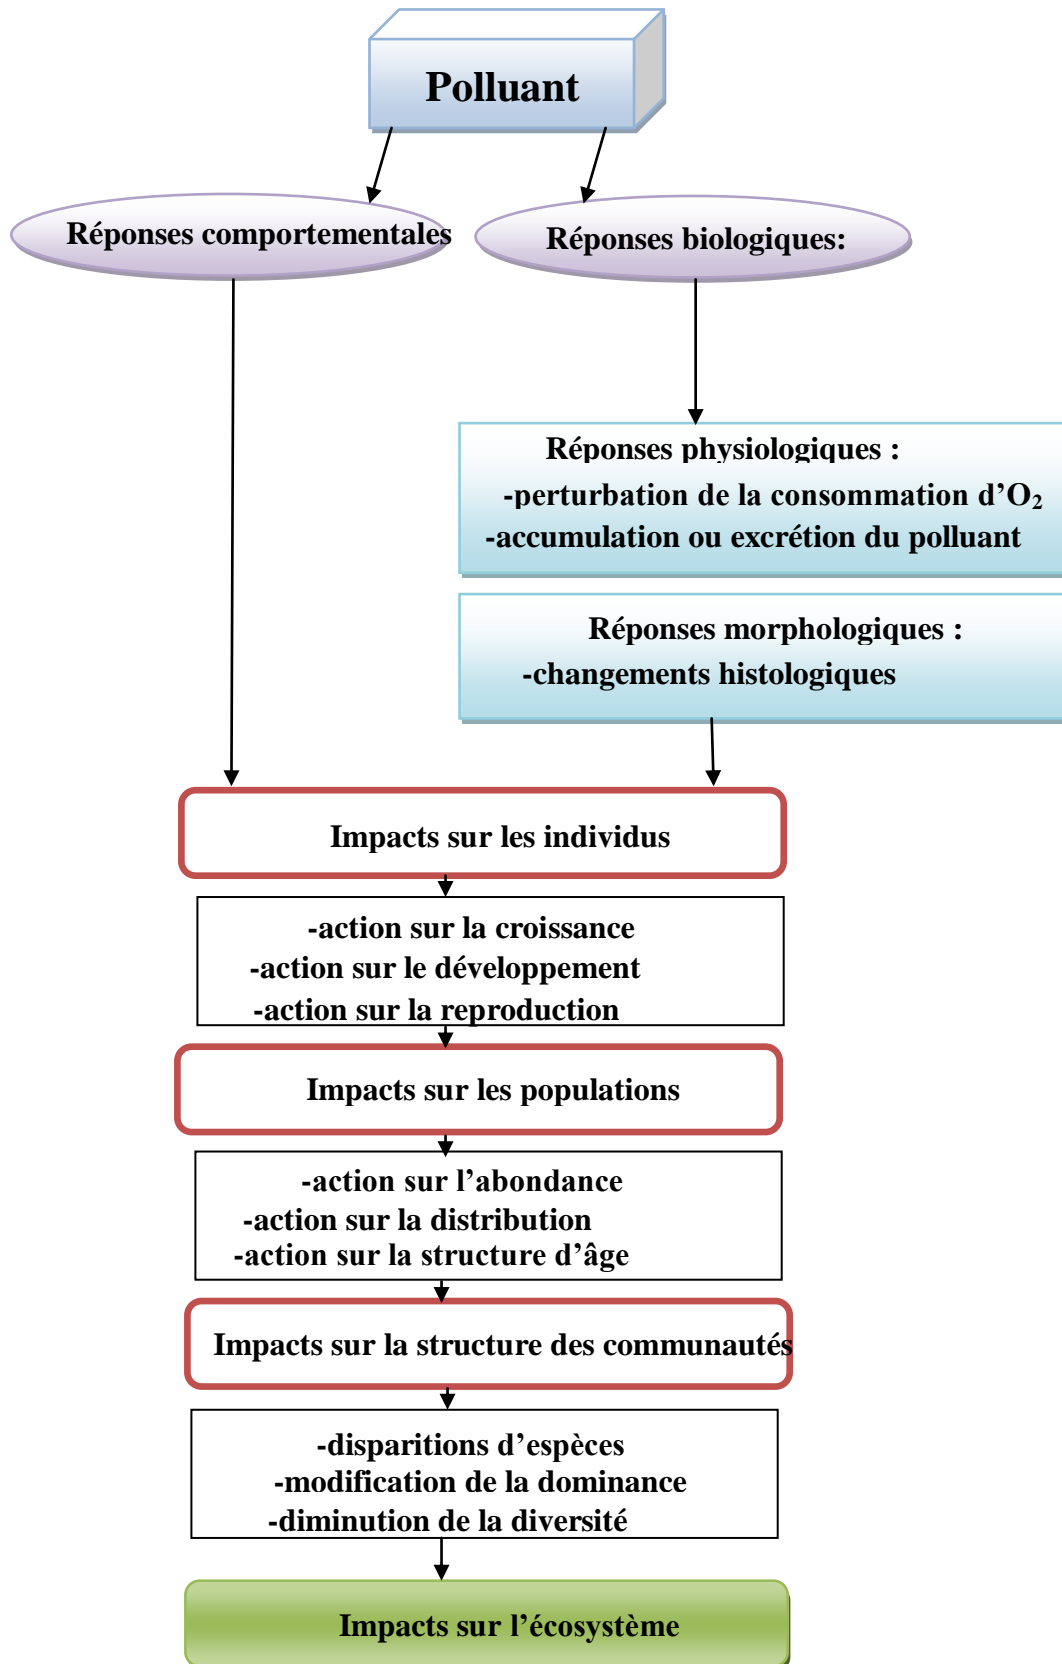 Polluant
Réponses comportementales
Réponses biologiques:
Réponses physiologiques :
-perturbation de la consommation d’O₂
-accumulation ou excrétion du polluant
Réponses morphologiques :
-changements histologiques
Impacts sur les individus
-action sur la croissance
-action sur le développement
-action sur la reproduction
Impacts sur les populations
-action sur l’abondance
-action sur la distribution
-action sur la structure d’âge
Impacts sur la structure des communautés
-disparitions d’espèces
-modification de la dominance
-diminution de la diversité
Impacts sur l’écosystème